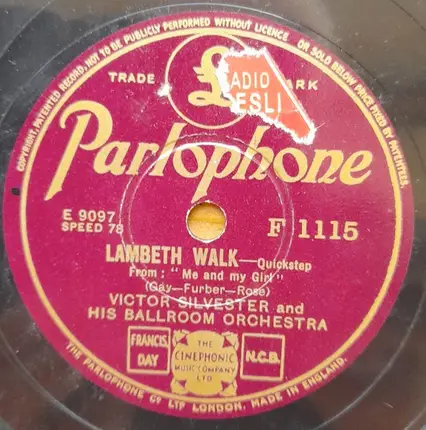 COPYRIGHT, PATENTED RECORD, NOT TO BE PUBLICLY PERFORMED WITHOUT LICENCE OR SOLD BELOW PRICE FIXED BY PATENTEES.
TRADE ARK
£
ADIO
ESLI
Parlophone
E 9097
SPEED 78
F 1115
LAMBETH WALK—Quickstep
From: "Me and my Girl"
(Gay–Furber–Rose)
VICTOR SILVESTER and
HIS BALLROOM ORCHESTRA
FRANCIS,
DAY
THE
CINEPHONIC
MUSIC COMPANY
LTD
N.C.B.
THE PARLOPHONE Co LTD LONDON. MADE IN ENGLAND.